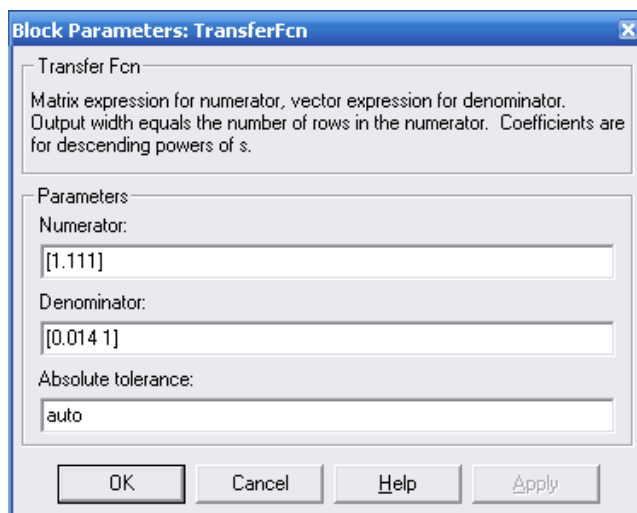 Block Parameters: TransferFcn
Transfer Fcn
Matrix expression for numerator, vector expression for denominator.
Output width equals the number of rows in the numerator.  Coefficients are
for descending powers of s.
Parameters
Numerator:
[1.111]
Denominator:
[0.014 1]
Absolute tolerance:
auto
OK Cancel Help Apply